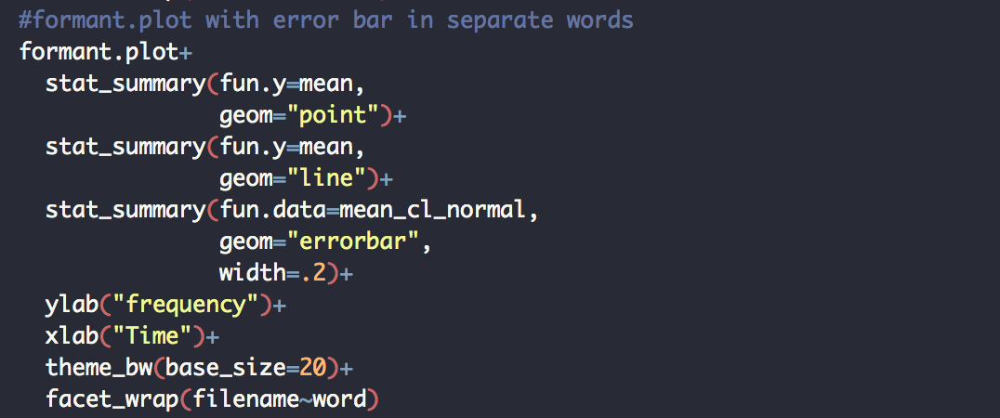 #formant.plot with error bar in separate words
formant.plot+
  stat_summary(fun.y=mean,
               geom="point")+
  stat_summary(fun.y=mean,
               geom="line")+
  stat_summary(fun.data=mean_cl_normal,
               geom="errorbar",
               width=.2)+
  ylab("frequency")+
  xlab("Time")+
  theme_bw(base_size=20)+
  facet_wrap(filename~word)